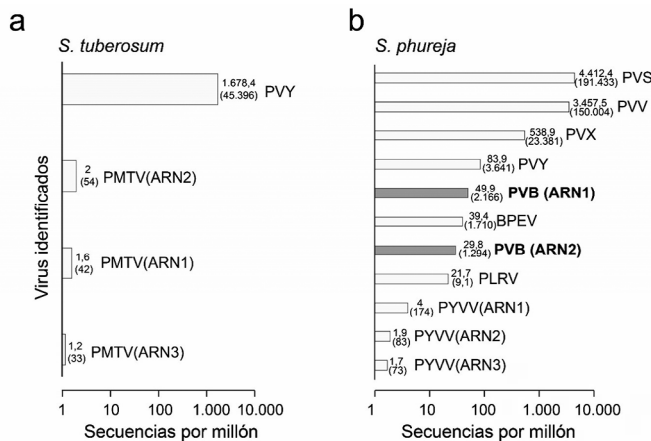 a
S. tuberosum
Virus identificados
1.678,4
(45.396)
PVY
2
(54)
PMTV(ARN2)
1,6
(42)
PMTV(ARN1)
1,2
(33)
PMTV(ARN3)
1 10 100 1.000 10.000
Secuencias por millón
b
S. phureja
4.412,4
(191.433)
PVS
3.457,5
(150.004)
PVV
538,9
(23.381)
PVX
83,9
(3.641)
PVY
49,9
(2.166)
PVB (ARN1)
39,4
(1.710)
BPEV
29,8
(1.294)
PVB (ARN2)
21,7
(9,1)
PLRV
4
(174)
PYVV(ARN1)
1,9
(83)
PYVV(ARN2)
1,7
(73)
PYVV(ARN3)
1 10 100 1.000 10.000
Secuencias por millón